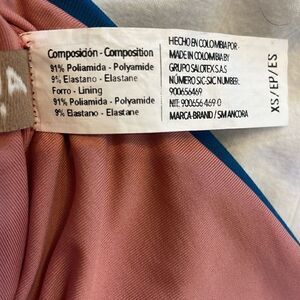 Composición - Composition
91% Poliamida - Polyamide
9% Elastano - Elastane
Forro - Lining
91% Poliamida - Polyamide
9% Elastano - Elastane
HECHO EN COLOMBIA POR -
MADE IN COLOMBIA BY
GRUPO SALOTEX S.A.S
NÚMERO SIC-SIC NUMBER:
900656469
NIT: 900656469 0
MARCA-BRAND / SM ANCORA
XS/EP/ES